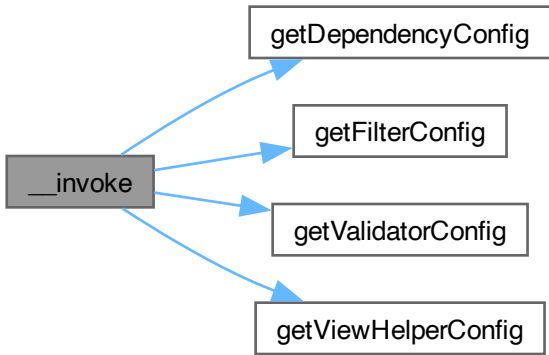 getDependencyConfig
getFilterConfig
__invoke
getValidatorConfig
getViewHelperConfig